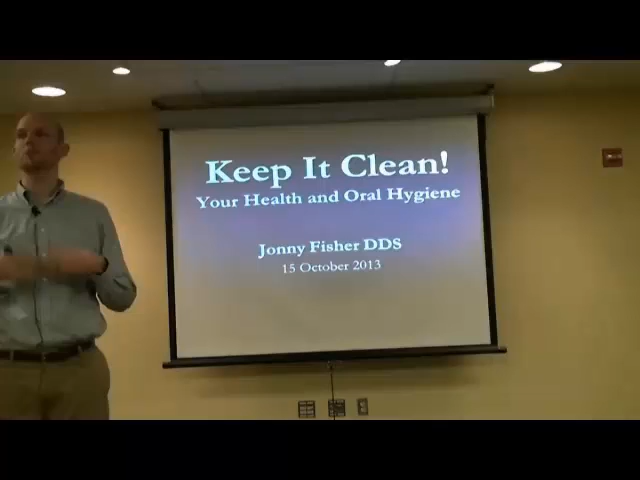 Keep It Clean!
Your Health and Oral Hygiene
Jonny Fisher DDS
15 October 2013